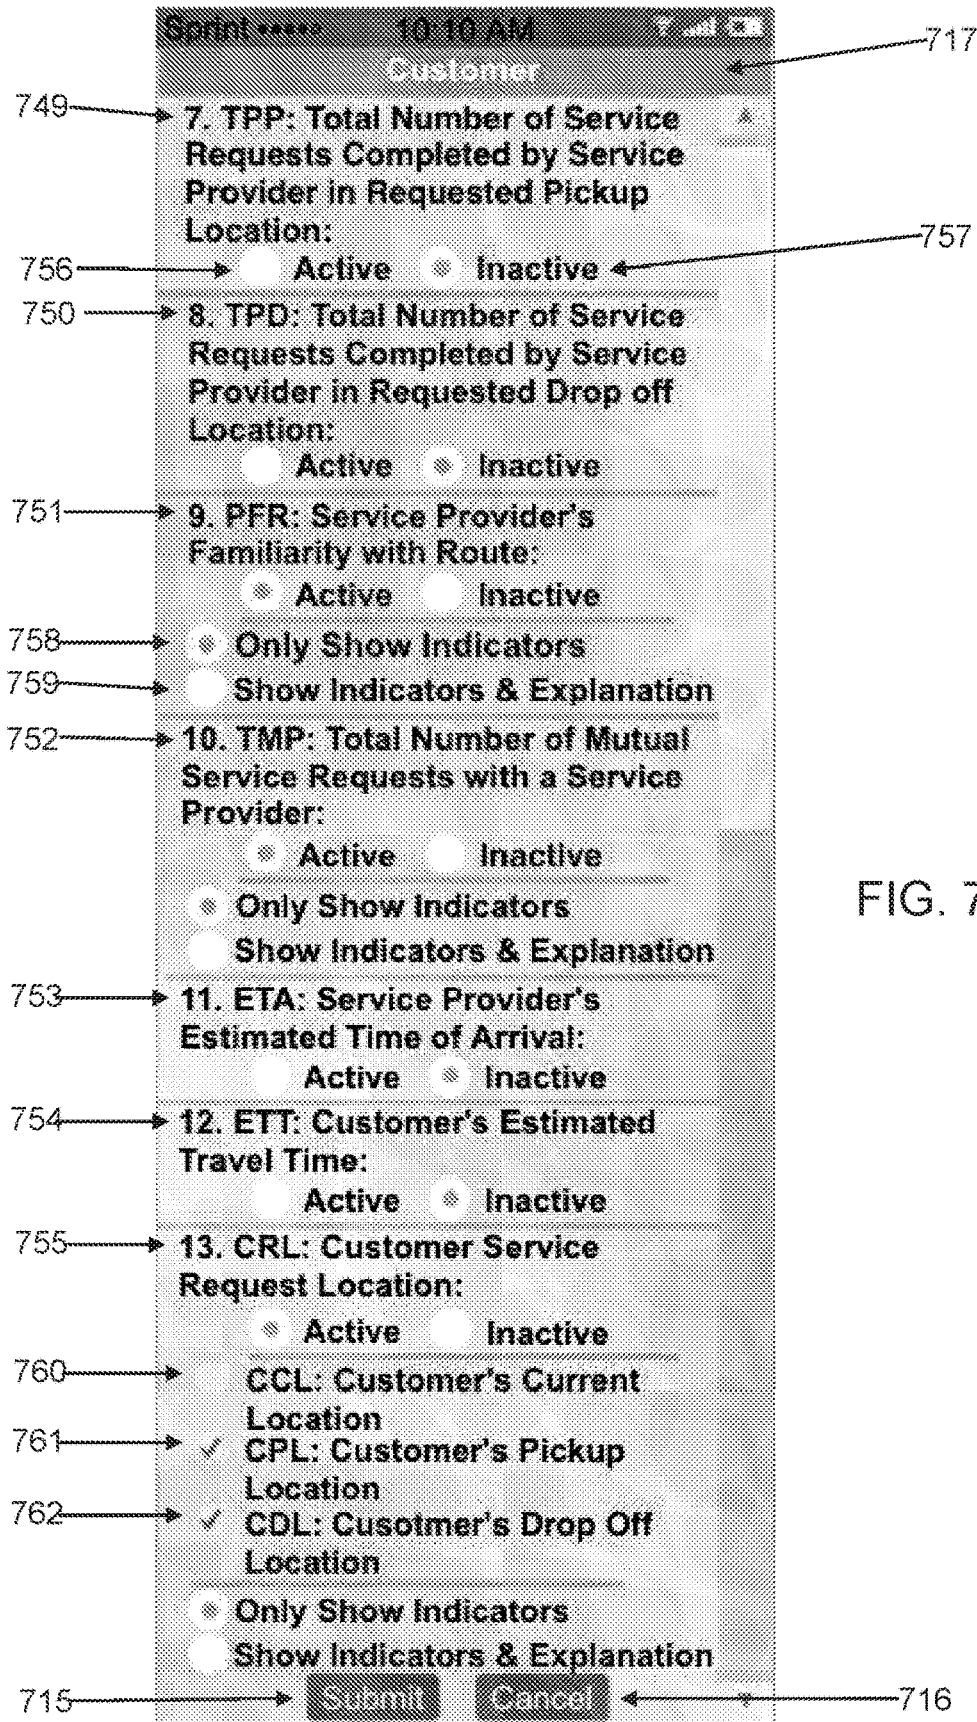 Sprint 10:10 AM
717
Customer
749
7. TPP: Total Number of Service
Requests Completed by Service
Provider in Requested Pickup
Location:
757
756 Active Inactive
750
8. TPD: Total Number of Service
Requests Completed by Service
Provider in Requested Drop off
Location:
Active Inactive
751
9. PFR: Service Provider's
Familiarity with Route:
Active Inactive
758 Only Show Indicators
759 Show Indicators & Explanation
752
10. TMP: Total Number of Mutual
Service Requests with a Service
Provider:
Active Inactive
FIG. 7
Only Show Indicators
Show Indicators & Explanation
753
11. ETA: Service Provider's
Estimated Time of Arrival:
Active Inactive
754
12. ETT: Customer's Estimated
Travel Time:
Active Inactive
755
13. CRL: Customer Service
Request Location:
Active Inactive
760
CCL: Customer's Current
Location
761
CPL: Customer's Pickup
Location
762
CDL: Cusotmer's Drop Off
Location
Only Show Indicators
Show Indicators & Explanation
715 Submit Cancel 716